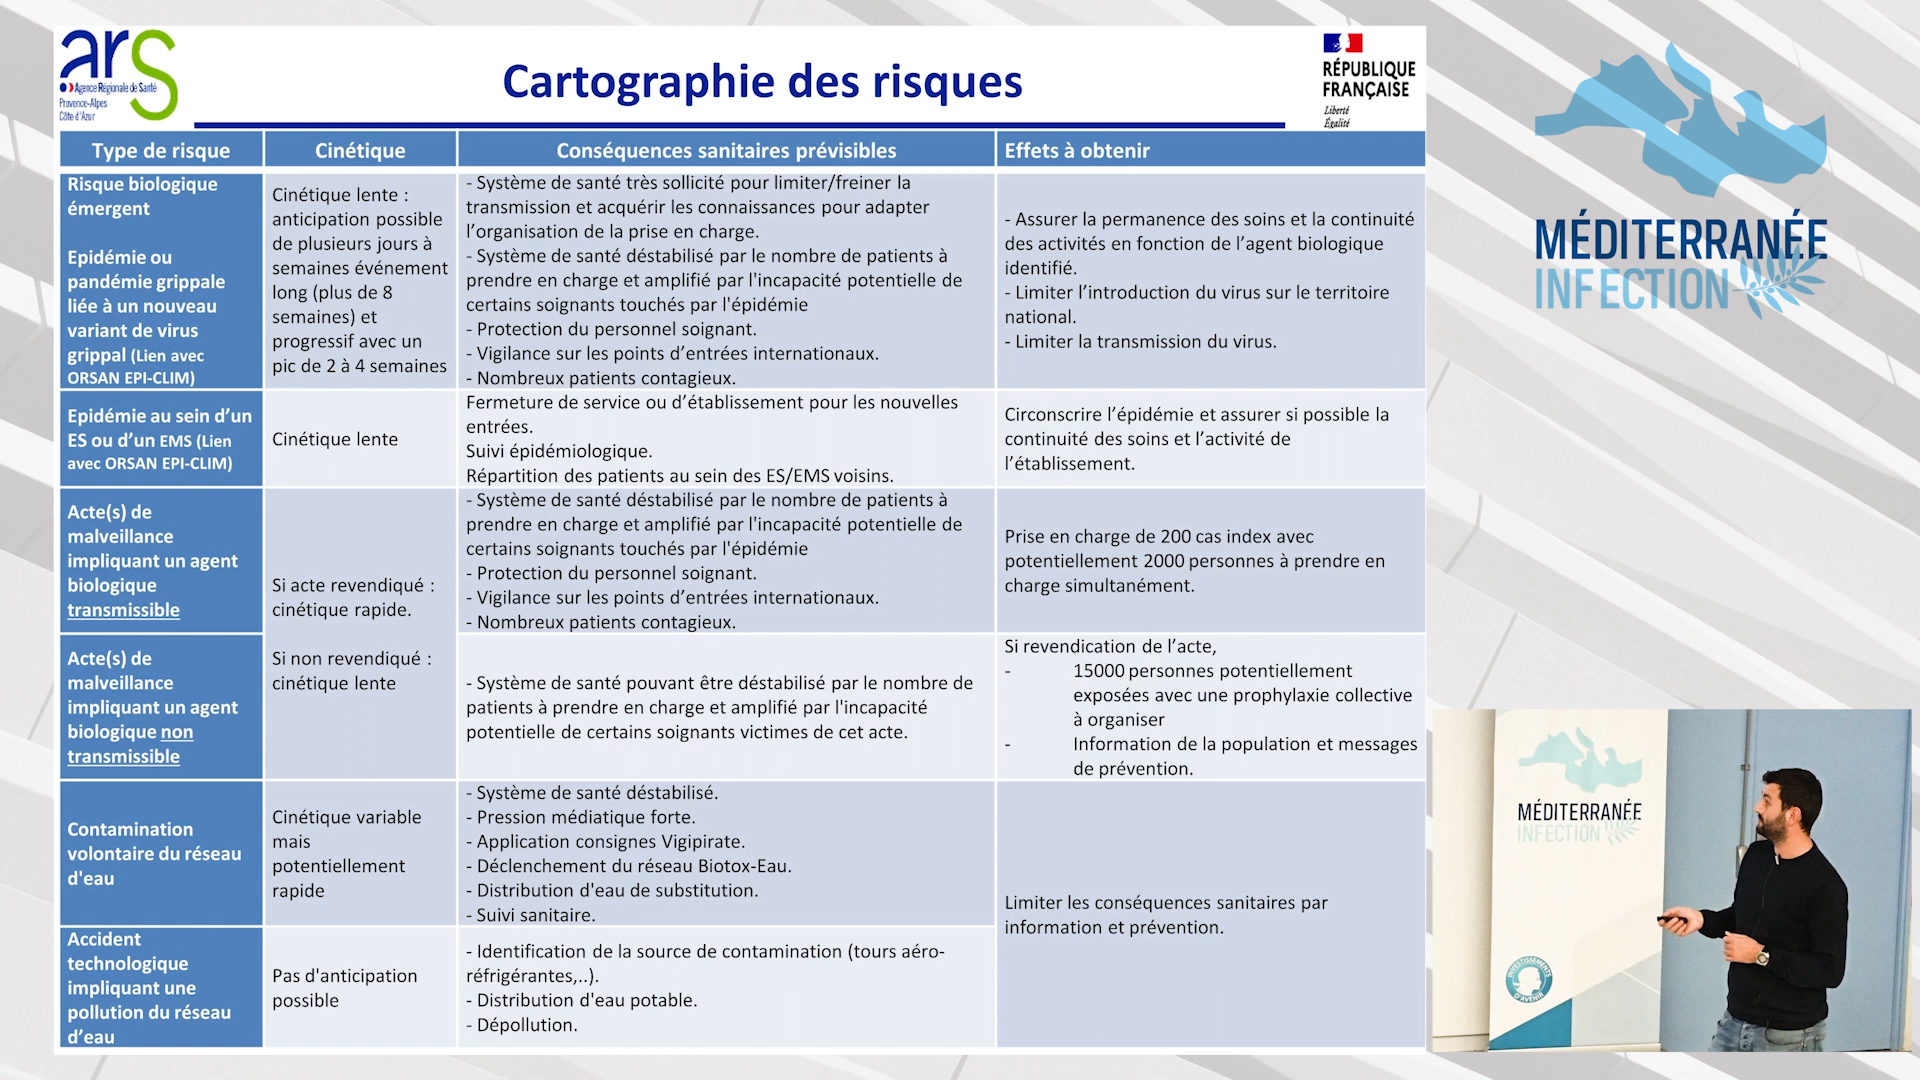 ars
Agence Régionale de Santé
Provence-Alpes
Côte d'Azur
Cartographie des risques
RÉPUBLIQUE
FRANÇAISE
Liberté
Égalité
Type de risque
Cinétique
Conséquences sanitaires prévisibles
Effets à obtenir
Risque biologique
émergent
Epidémie ou
pandémie grippale
liée à un nouveau
variant de virus
grippal (Lien avec
ORSAN EPI-CLIM)
Cinétique lente :
anticipation possible
de plusieurs jours à
semaines événement
long (plus de 8
semaines) et
progressif avec un
pic de 2 à 4 semaines
- Système de santé très sollicité pour limiter/freiner la
transmission et acquérir les connaissances pour adapter
l’organisation de la prise en charge.
- Système de santé déstabilisé par le nombre de patients à
prendre en charge et amplifié par l'incapacité potentielle de
certains soignants touchés par l'épidémie
- Protection du personnel soignant.
- Vigilance sur les points d’entrées internationaux.
- Nombreux patients contagieux.
- Assurer la permanence des soins et la continuité
des activités en fonction de l’agent biologique
identifié.
- Limiter l’introduction du virus sur le territoire
national.
- Limiter la transmission du virus.
Epidémie au sein d’un
ES ou d’un EMS (Lien
avec ORSAN EPI-CLIM)
Cinétique lente
Fermeture de service ou d’établissement pour les nouvelles
entrées.
Suivi épidémiologique.
Répartition des patients au sein des ES/EMS voisins.
Circonscrire l’épidémie et assurer si possible la
continuité des soins et l’activité de
l’établissement.
Acte(s) de
malveillance
impliquant un agent
biologique
transmissible
Si acte revendiqué :
cinétique rapide.
Si non revendiqué :
cinétique lente
- Système de santé déstabilisé par le nombre de patients à
prendre en charge et amplifié par l'incapacité potentielle de
certains soignants touchés par l'épidémie
- Protection du personnel soignant.
- Vigilance sur les points d’entrées internationaux.
- Nombreux patients contagieux.
Prise en charge de 200 cas index avec
potentiellement 2000 personnes à prendre en
charge simultanément.
Acte(s) de
malveillance
impliquant un agent
biologique non
transmissible
- Système de santé pouvant être déstabilisé par le nombre de
patients à prendre en charge et amplifié par l'incapacité
potentielle de certains soignants victimes de cet acte.
Si revendication de l’acte,
- 15000 personnes potentiellement
exposées avec une prophylaxie collective
à organiser
- Information de la population et messages
de prévention.
Contamination
volontaire du réseau
d'eau
Cinétique variable
mais
potentiellement
rapide
- Système de santé déstabilisé.
- Pression médiatique forte.
- Application consignes Vigipirate.
- Déclenchement du réseau Biotox-Eau.
- Distribution d'eau de substitution.
- Suivi sanitaire.
Limiter les conséquences sanitaires par
information et prévention.
Accident
technologique
impliquant une
pollution du réseau
d’eau
Pas d'anticipation
possible
- Identification de la source de contamination (tours aéro-
réfrigérantes,..).
- Distribution d'eau potable.
- Dépollution.
MÉDITERRANÉE
INFECTION
MÉDITERRANÉE
INFECTION
INVESTISSEMENTS
D'AVENIR